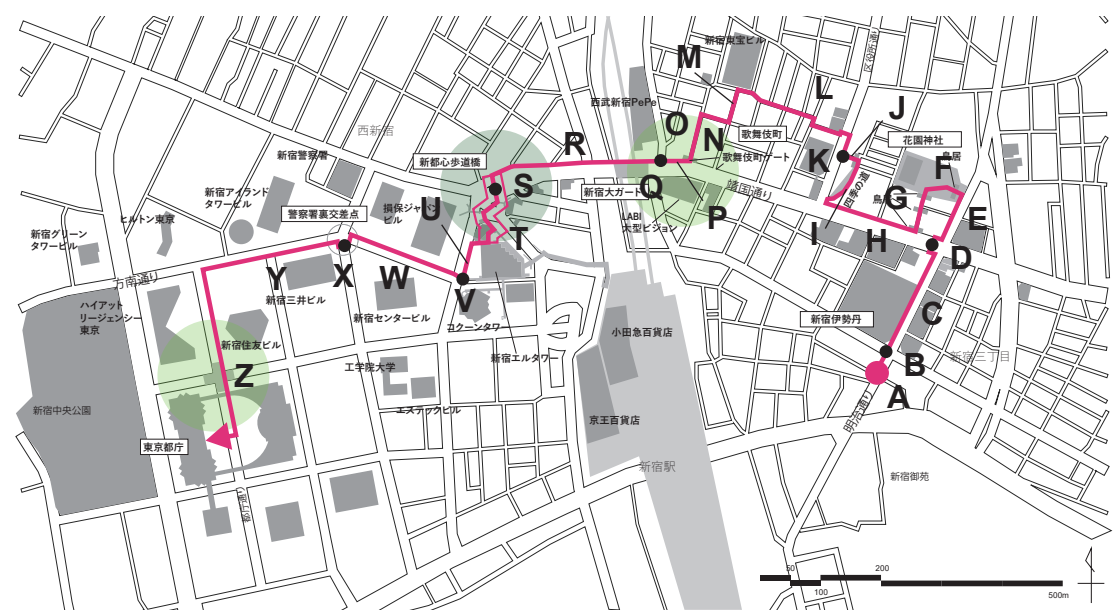 新宿東宝ビル
区役所通り
M
L
J
西武新宿PePe
西新宿
R
O
N
歌舞伎町
花園神社
新宿警察署
新都心歩道橋
歌舞伎町ゲート
K
鳥居
F
四季の道
新宿アイランド
タワービル
S
新宿大ガード
Q
靖国通り
G
鳥居
ヒルトン東京
警察署裏交差点
損保ジャパン
ビル
U
LABI
大型ビジョン
P
E
新宿グリーン
タワービル
T
I
H
D
方南通り
Y
X
W
V
ハイアット
リージェンシー
東京
新宿三井ビル
新宿センタービル
コクーンタワー
小田急百貨店
新宿伊勢丹
C
新宿住友ビル
新宿エルタワー
B
新宿三丁目
Z
工学院大学
A
新宿中央公園
エステックビル
京王百貨店
明治通り
東京都庁
新宿駅
新宿御苑
50
200
100
500m